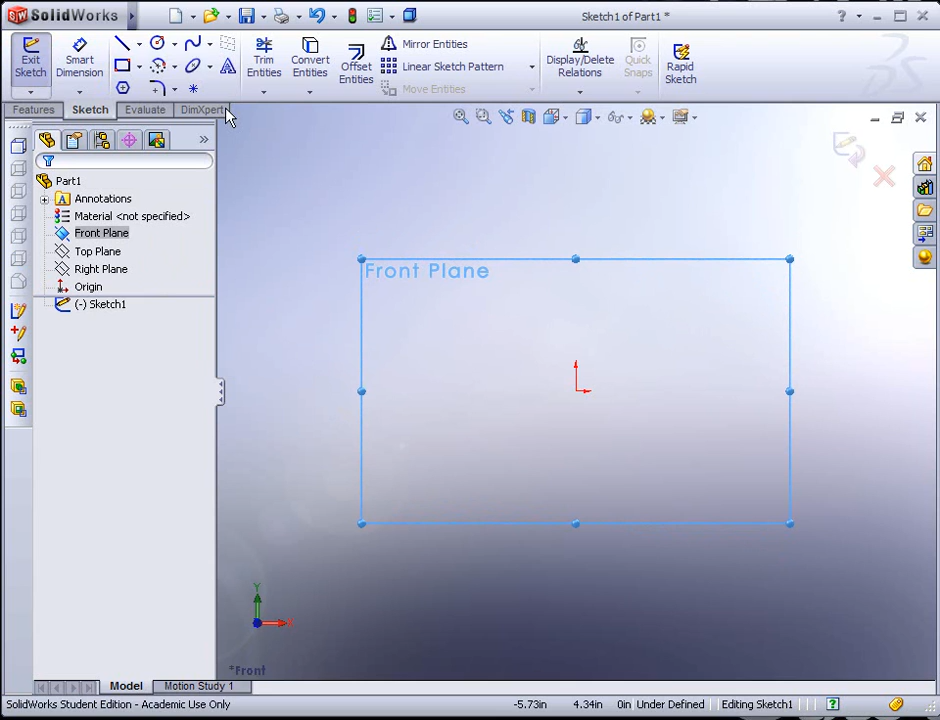 SW SolidWorks
Sketch1 of Part1 *
?
Exit Sketch
Smart Dimension
Trim Entities
Convert Entities
Offset Entities
Mirror Entities
Linear Sketch Pattern
Move Entities
Display/Delete Relations
Quick Snaps
Rapid Sketch
Features
Sketch
Evaluate
DimXpert
»
Part1
A Annotations
Material <not specified>
Front Plane
Top Plane
Right Plane
Origin
(-) Sketch1
Front Plane
Y
X
*Front
Model
Motion Study 1
SolidWorks Student Edition - Academic Use Only
-5.73in
4.34in
0in
Under Defined
Editing Sketch1
?